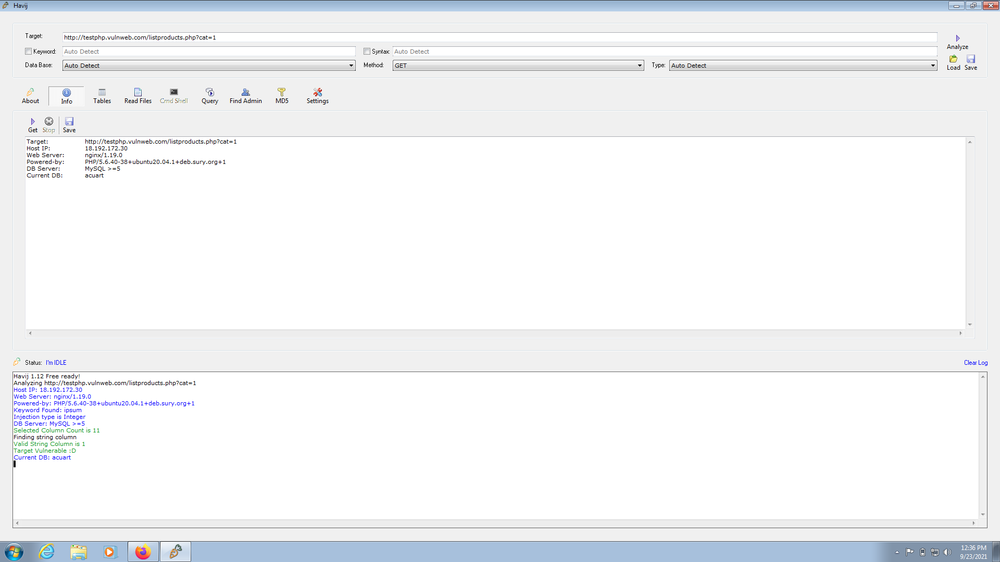 Havij
Target: http://testphp.vulnweb.com/listproducts.php?cat=1
Analyze
Keyword: Auto Detect Syntax: Auto Detect
Data Base: Auto Detect Method: GET Type: Auto Detect
Load Save
About Info Tables Read Files Cmd Shell Query Find Admin MD5 Settings
Get Stop Save
Target: http://testphp.vulnweb.com/listproducts.php?cat=1
Host IP: 18.192.172.30
Web Server: nginx/1.19.0
Powered-by: PHP/5.6.40-38+ubuntu20.04.1+deb.sury.org+1
DB Server: MySQL >=5
Current DB: acuart
Status: I'm IDLE Clear Log
Havij 1.12 Free ready!
Analyzing http://testphp.vulnweb.com/listproducts.php?cat=1
Host IP: 18.192.172.30
Web Server: nginx/1.19.0
Powered-by: PHP/5.6.40-38+ubuntu20.04.1+deb.sury.org+1
Keyword Found: ipsum
Injection type is Integer
DB Server: MySQL >=5
Selected Column Count is 11
Finding string column
Valid String Column is 1
Target Vulnerable :D
Current DB: acuart
12:36 PM
9/23/2021